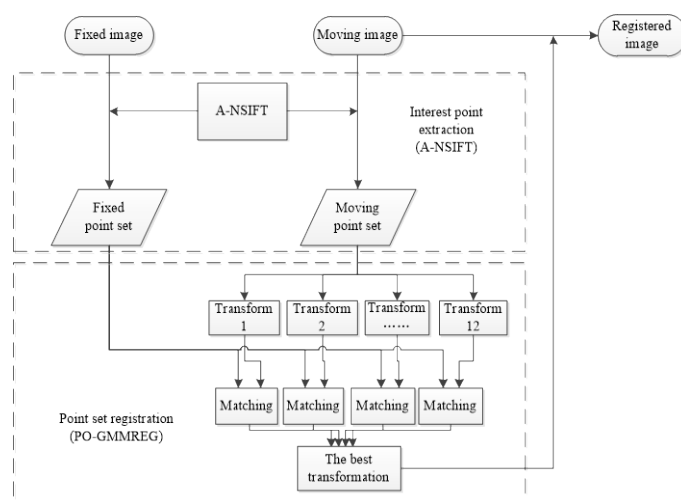 Fixed image
Moving image
Registered
image
A-NSIFT
Interest point
extraction
(A-NSIFT)
Fixed
point set
Moving
point set
Transform
1
Transform
2
Transform
……
Transform
12
Matching
Matching
Matching
Matching
Point set registration
(PO-GMMREG)
The best
transformation